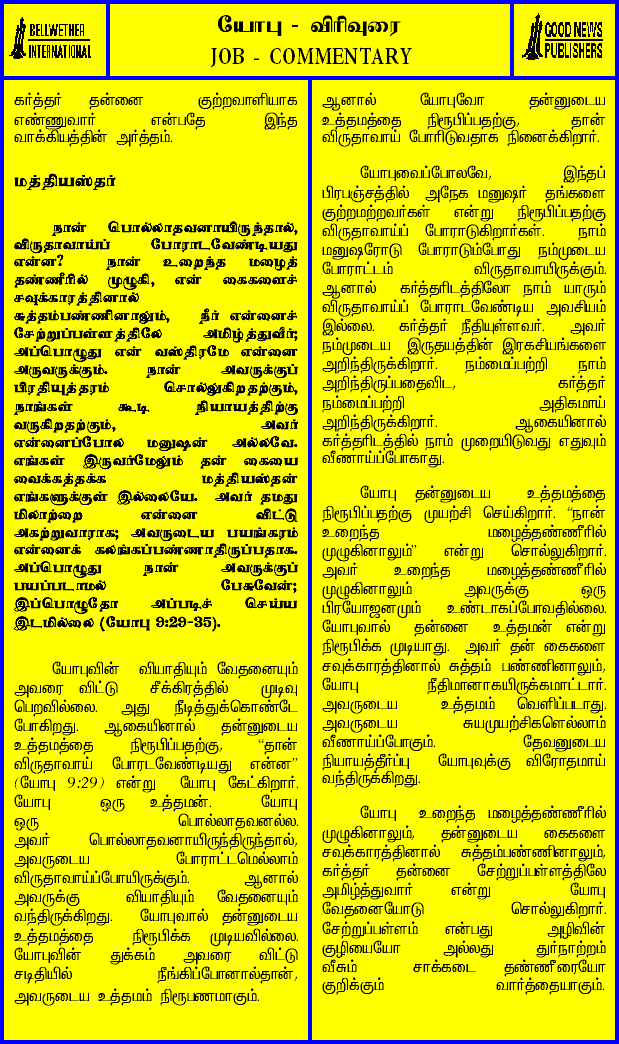 BELLWETHER
INTERNATIONAL
யோபு - விரிவுரை
JOB - COMMENTARY
GOOD NEWS
PUBLISHERS
கர்த்தர் தன்னை குற்றவாளியாக
எண்ணுவார் என்பதே இந்த
வாக்கியத்தின் அர்த்தம்.
மத்தியஸ்தர்
நான் பொல்லாதவனாயிருந்தால்,
விருதாவாய்ப் போராடவேண்டியது
என்ன? நான் உறைந்த மழைத்
தண்ணீரில் முழுகி, என் கைகளைச்
சவுக்காரத்தினால்
சுத்தம்பண்ணினாலும், நீர் என்னைச்
சேற்றுப்பள்ளத்திலே அமிழ்த்துவீர்;
அப்பொழுது என் வஸ்திரமே என்னை
அருவருக்கும். நான் அவருக்குப்
பிரதியுத்தரம் சொல்லுகிறதற்கும்,
நாங்கள் கூடி நியாயத்திற்கு
வருகிறதற்கும், அவர்
என்னைப்போல மனுஷன் அல்லவே.
எங்கள் இருவர்மேலும் தன் கையை
வைக்கத்தக்க மத்தியஸ்தன்
எங்களுக்குள் இல்லையே. அவர் தமது
மிலாற்றை என்னை விட்டு
அகற்றுவாராக; அவருடைய பயங்கரம்
என்னைக் கலங்கப்பண்ணாதிருப்பதாக.
அப்பொழுது நான் அவருக்குப்
பயப்படாமல் பேசுவேன்;
இப்பொழுதோ அப்படிச் செய்ய
இடமில்லை (யோபு 9:29-35).
யோபுவின் வியாதியும் வேதனையும்
அவரை விட்டு சீக்கிரத்தில் முடிவு
பெறவில்லை. அது நீடித்துக்கொண்டே
போகிறது. ஆகையினால் தன்னுடைய
உத்தமத்தை நிரூபிப்பதற்கு, “தான்
விருதாவாய் போரடவேண்டியது என்ன”
(யோபு 9:29) என்று யோபு கேட்கிறார்.
யோபு ஒரு உத்தமன். யோபு
ஒரு பொல்லாதவனல்ல.
அவர் பொல்லாதவனாயிருந்திருந்தால்,
அவருடைய போராட்டமெல்லாம்
விருதாவாய்ப்போயிருக்கும். ஆனால்
அவருக்கு வியாதியும் வேதனையும்
வந்திருக்கிறது. யோபுவால் தன்னுடைய
உத்தமத்தை நிரூபிக்க முடியவில்லை.
யோபுவின் துக்கம் அவரை விட்டு
சடிதியில் நீங்கிப்போனால்தான்,
அவருடைய உத்தமம் நிரூபணமாகும்.
ஆனால் யோபுவோ தன்னுடைய
உத்தமத்தை நிரூபிப்பதற்கு, தான்
விருதாவாய் போரிடுவதாக நினைக்கிறார்.
யோபுவைப்போலவே, இந்தப்
பிரபஞ்சத்தில் அநேக மனுஷர் தங்களை
குற்றமற்றவர்கள் என்று நிரூபிப்பதற்கு
விருதாவாய்ப் போராடுகிறார்கள். நாம்
மனுஷரோடு போராடும்போது நம்முடைய
போராட்டம் விருதாவாயிருக்கும்.
ஆனால் கர்த்தரிடத்திலோ நாம் யாரும்
விருதாவாய்ப் போராடவேண்டிய அவசியம்
இல்லை. கர்த்தர் நீதியுள்ளவர். அவர்
நம்முடைய இருதயத்தின் இரகசியங்களை
அறிந்திருக்கிறார். நம்மைப்பற்றி நாம்
அறிந்திருப்பதைவிட, கர்த்தர்
நம்மைப்பற்றி அதிகமாய்
அறிந்திருக்கிறார். ஆகையினால்
கர்த்தரிடத்தில் நாம் முறையிடுவது எதுவும்
வீணாய்ப்போகாது.
யோபு தன்னுடைய உத்தமத்தை
நிரூபிப்பதற்கு முயற்சி செய்கிறார். “நான்
உறைந்த மழைத்தண்ணீரில்
முழுகினாலும்” என்று சொல்லுகிறார்.
அவர் உறைந்த மழைத்தண்ணீரில்
முழுகினாலும் அவருக்கு ஒரு
பிரயோஜனமும் உண்டாகப்போவதில்லை.
யோபுவால் தன்னை உத்தமன் என்று
நிரூபிக்க முடியாது. அவர் தன் கைகளை
சவுக்காரத்தினால் சுத்தம் பண்ணினாலும்,
யோபு நீதிமானாகயிருக்கமாட்டார்.
அவருடைய உத்தமம் வெளிப்படாது.
அவருடைய சுயமுயற்சிகளெல்லாம்
வீணாய்ப்போகும். தேவனுடைய
நியாயத்தீர்ப்பு யோபுவுக்கு விரோதமாய்
வந்திருக்கிறது.
யோபு உறைந்த மழைத்தண்ணீரில்
முழுகினாலும், தன்னுடைய கைகளை
சவுக்காரத்தினால் சுத்தம்பண்ணினாலும்,
கர்த்தர் தன்னை சேற்றுப்பள்ளத்திலே
அமிழ்த்துவார் என்று யோபு
வேதனையோடு சொல்லுகிறார்.
சேற்றுப்பள்ளம் என்பது அழிவின்
குழியையோ அல்லது துர்நாற்றம்
வீசும் சாக்கடை தண்ணீரையோ
குறிக்கும் வார்த்தையாகும்.